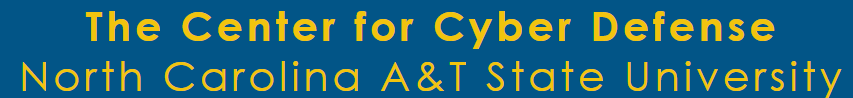 The Center for Cyber Defense
North Carolina A&T State University